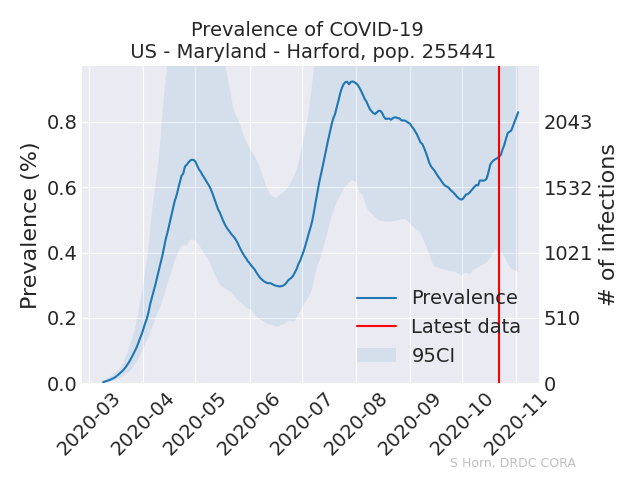 Prevalence of COVID-19
US - Maryland - Harford, pop. 255441
Prevalence (%)
0.8
0.6
0.4
0.2
0.0
2043
1532
1021
510
0
# of infections
Prevalence
Latest data
95CI
2020-03
2020-04
2020-05
2020-06
2020-07
2020-08
2020-09
2020-10
2020-11
S Horn, DRDC CORA